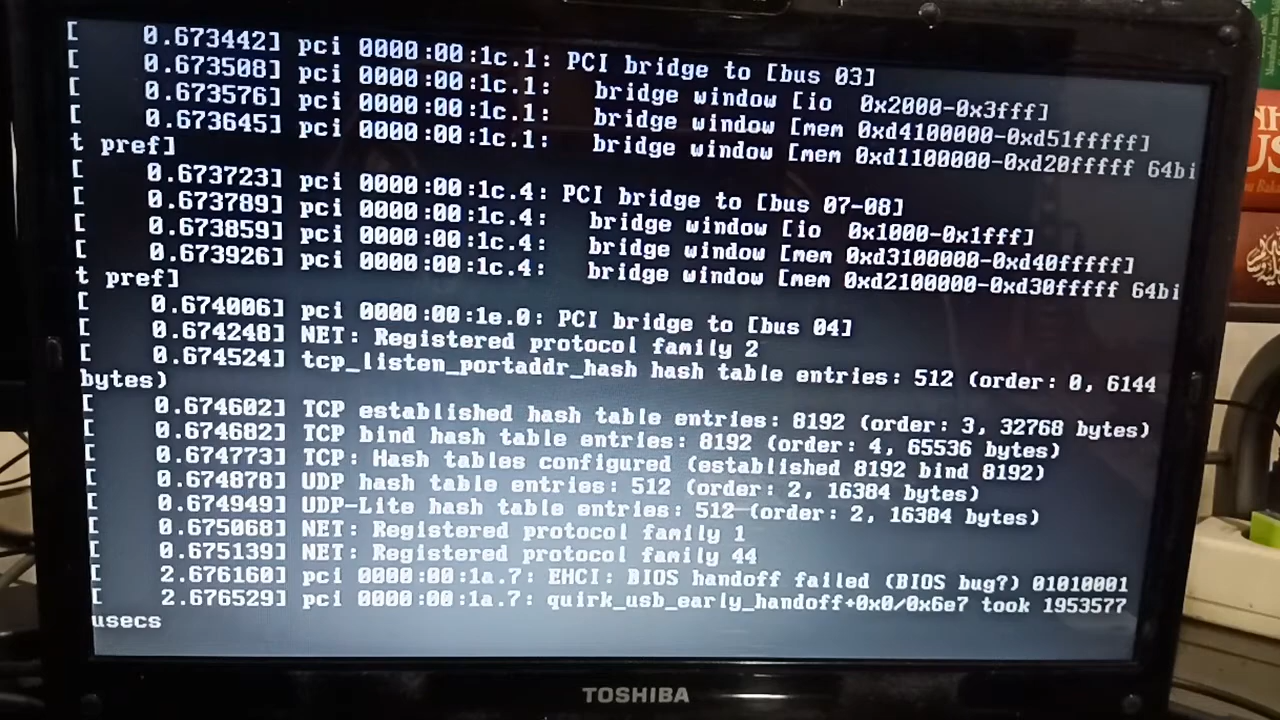 [    0.673442] pci 0000:00:1c.1: PCI bridge to [bus 03]
[    0.673508] pci 0000:00:1c.1:   bridge window [io  0x2000-0x3fff]
[    0.673576] pci 0000:00:1c.1:   bridge window [mem 0xd4100000-0xd51fffff]
[    0.673645] pci 0000:00:1c.1:   bridge window [mem 0xd1100000-0xd20fffff 64bi
t pref]
[    0.673723] pci 0000:00:1c.4: PCI bridge to [bus 07-08]
[    0.673789] pci 0000:00:1c.4:   bridge window [io  0x1000-0x1fff]
[    0.673859] pci 0000:00:1c.4:   bridge window [mem 0xd3100000-0xd40fffff]
[    0.673926] pci 0000:00:1c.4:   bridge window [mem 0xd2100000-0xd30fffff 64bi
t pref]
[    0.674006] pci 0000:00:1e.0: PCI bridge to [bus 04]
[    0.674248] NET: Registered protocol family 2
[    0.674524] tcp_listen_portaddr_hash hash table entries: 512 (order: 0, 6144
bytes)
[    0.674602] TCP established hash table entries: 8192 (order: 3, 32768 bytes)
[    0.674682] TCP bind hash table entries: 8192 (order: 4, 65536 bytes)
[    0.674773] TCP: Hash tables configured (established 8192 bind 8192)
[    0.674878] UDP hash table entries: 512 (order: 2, 16384 bytes)
[    0.674949] UDP-Lite hash table entries: 512 (order: 2, 16384 bytes)
[    0.675068] NET: Registered protocol family 1
[    0.675139] NET: Registered protocol family 44
[    2.676160] pci 0000:00:1a.7: EHCI: BIOS handoff failed (BIOS bug?) 01010001
[    2.676529] pci 0000:00:1a.7: quirk_usb_early_handoff+0x0/0x6e7 took 1953577
usecs
TOSHIBA